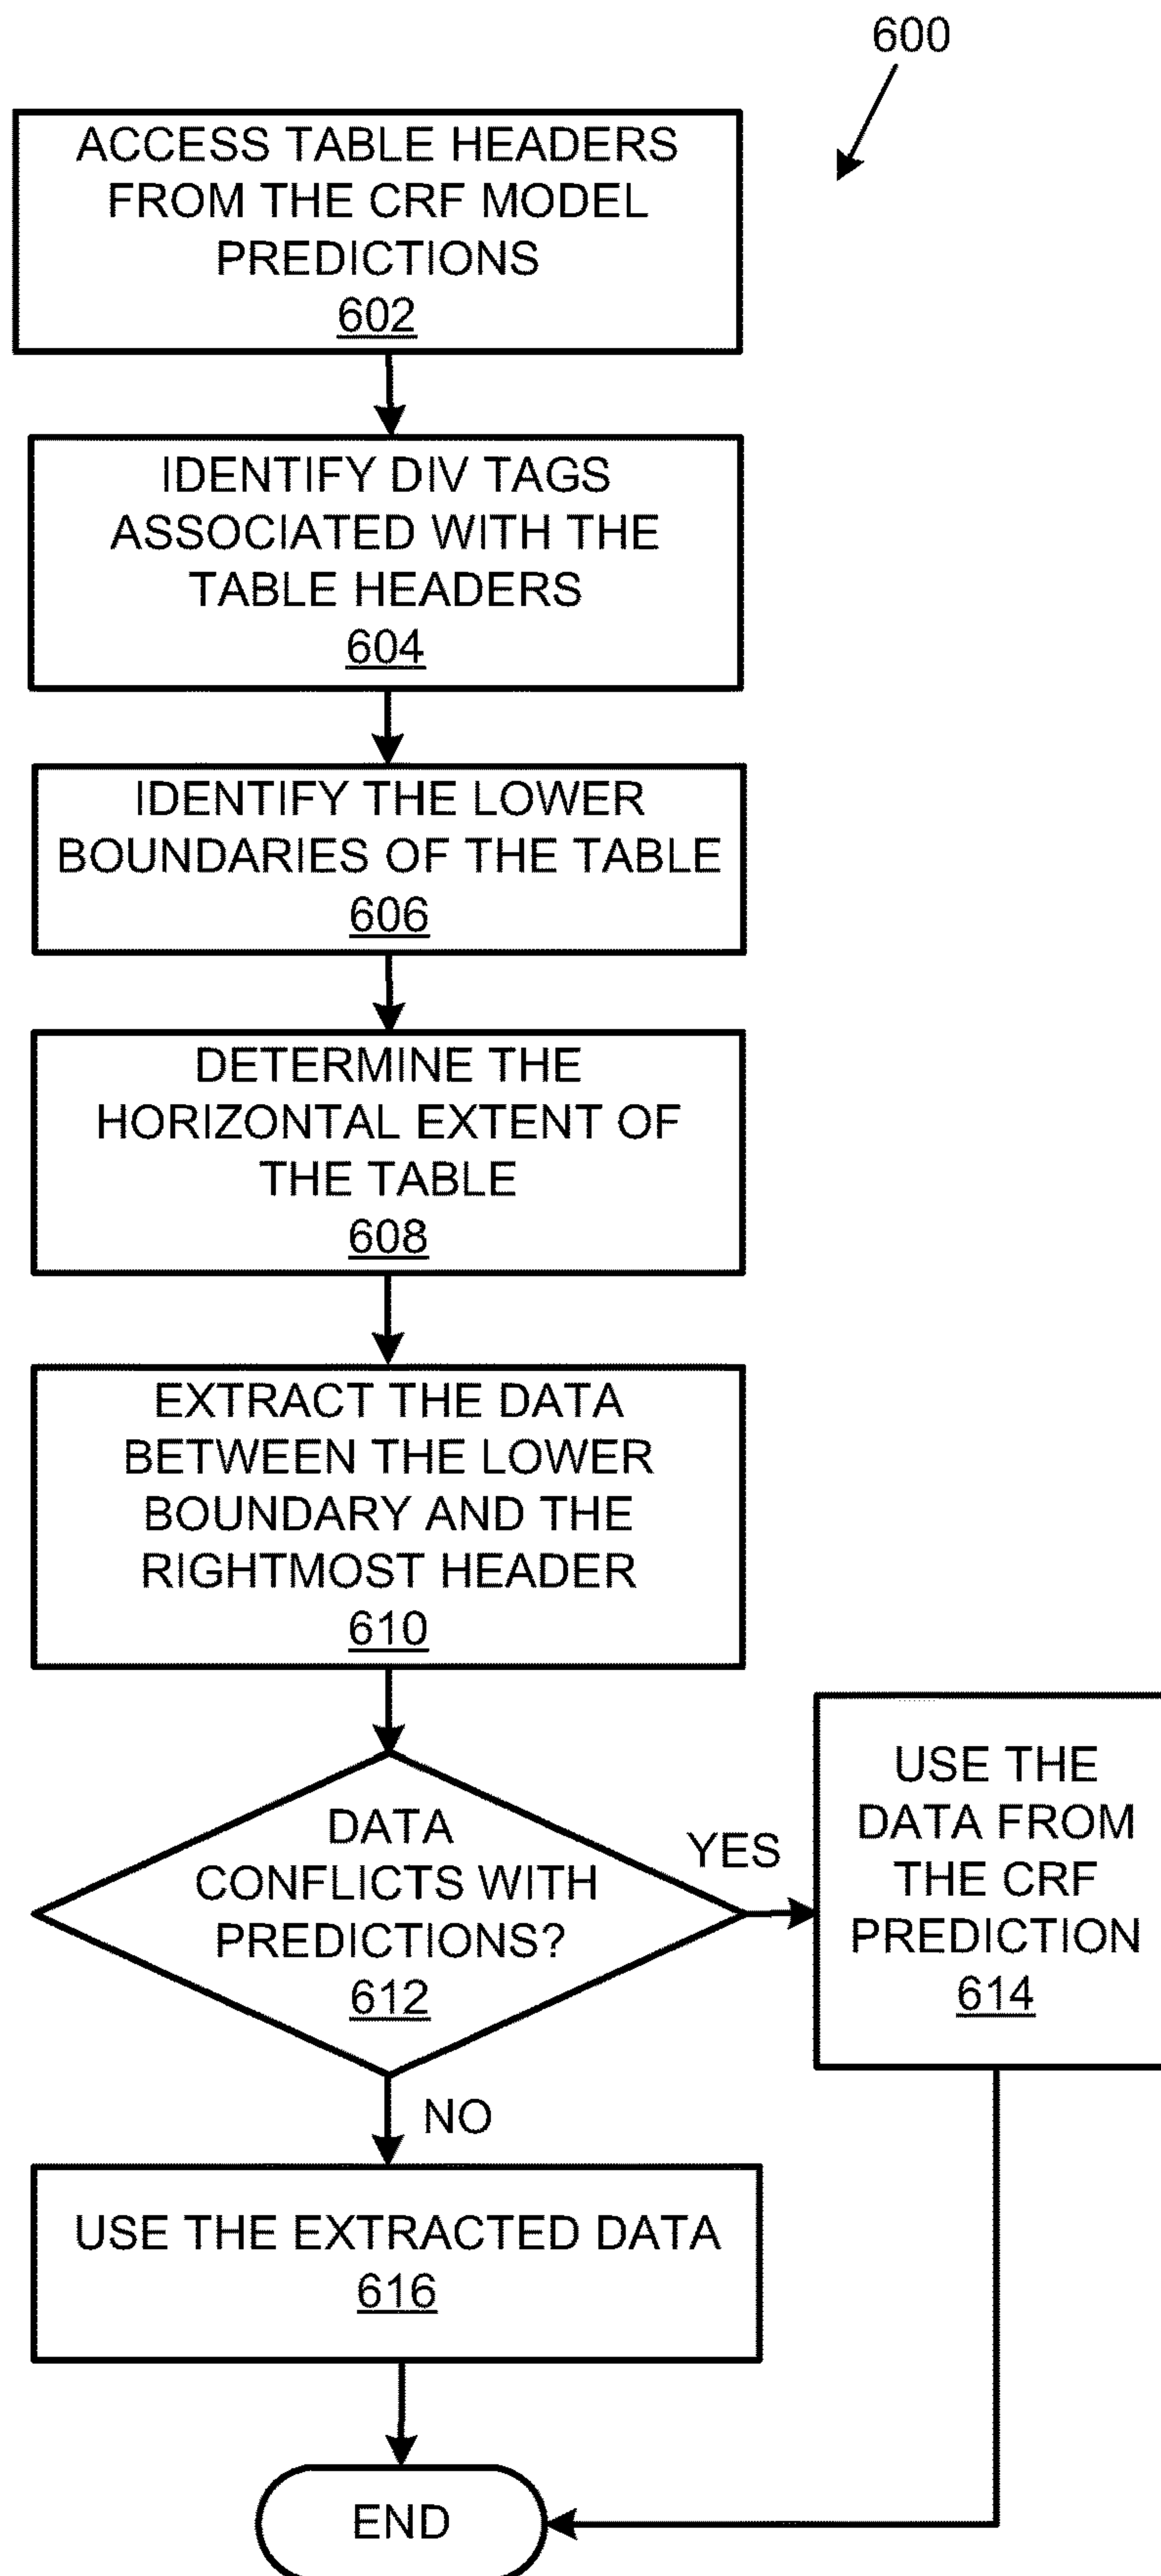 600
ACCESS TABLE HEADERS
FROM THE CRF MODEL
PREDICTIONS
602
IDENTIFY DIV TAGS
ASSOCIATED WITH THE
TABLE HEADERS
604
IDENTIFY THE LOWER
BOUNDARIES OF THE TABLE
606
DETERMINE THE
HORIZONTAL EXTENT OF
THE TABLE
608
EXTRACT THE DATA
BETWEEN THE LOWER
BOUNDARY AND THE
RIGHTMOST HEADER
610
DATA
CONFLICTS WITH
PREDICTIONS?
612
YES
USE THE
DATA FROM
THE CRF
PREDICTION
614
NO
USE THE EXTRACTED DATA
616
END